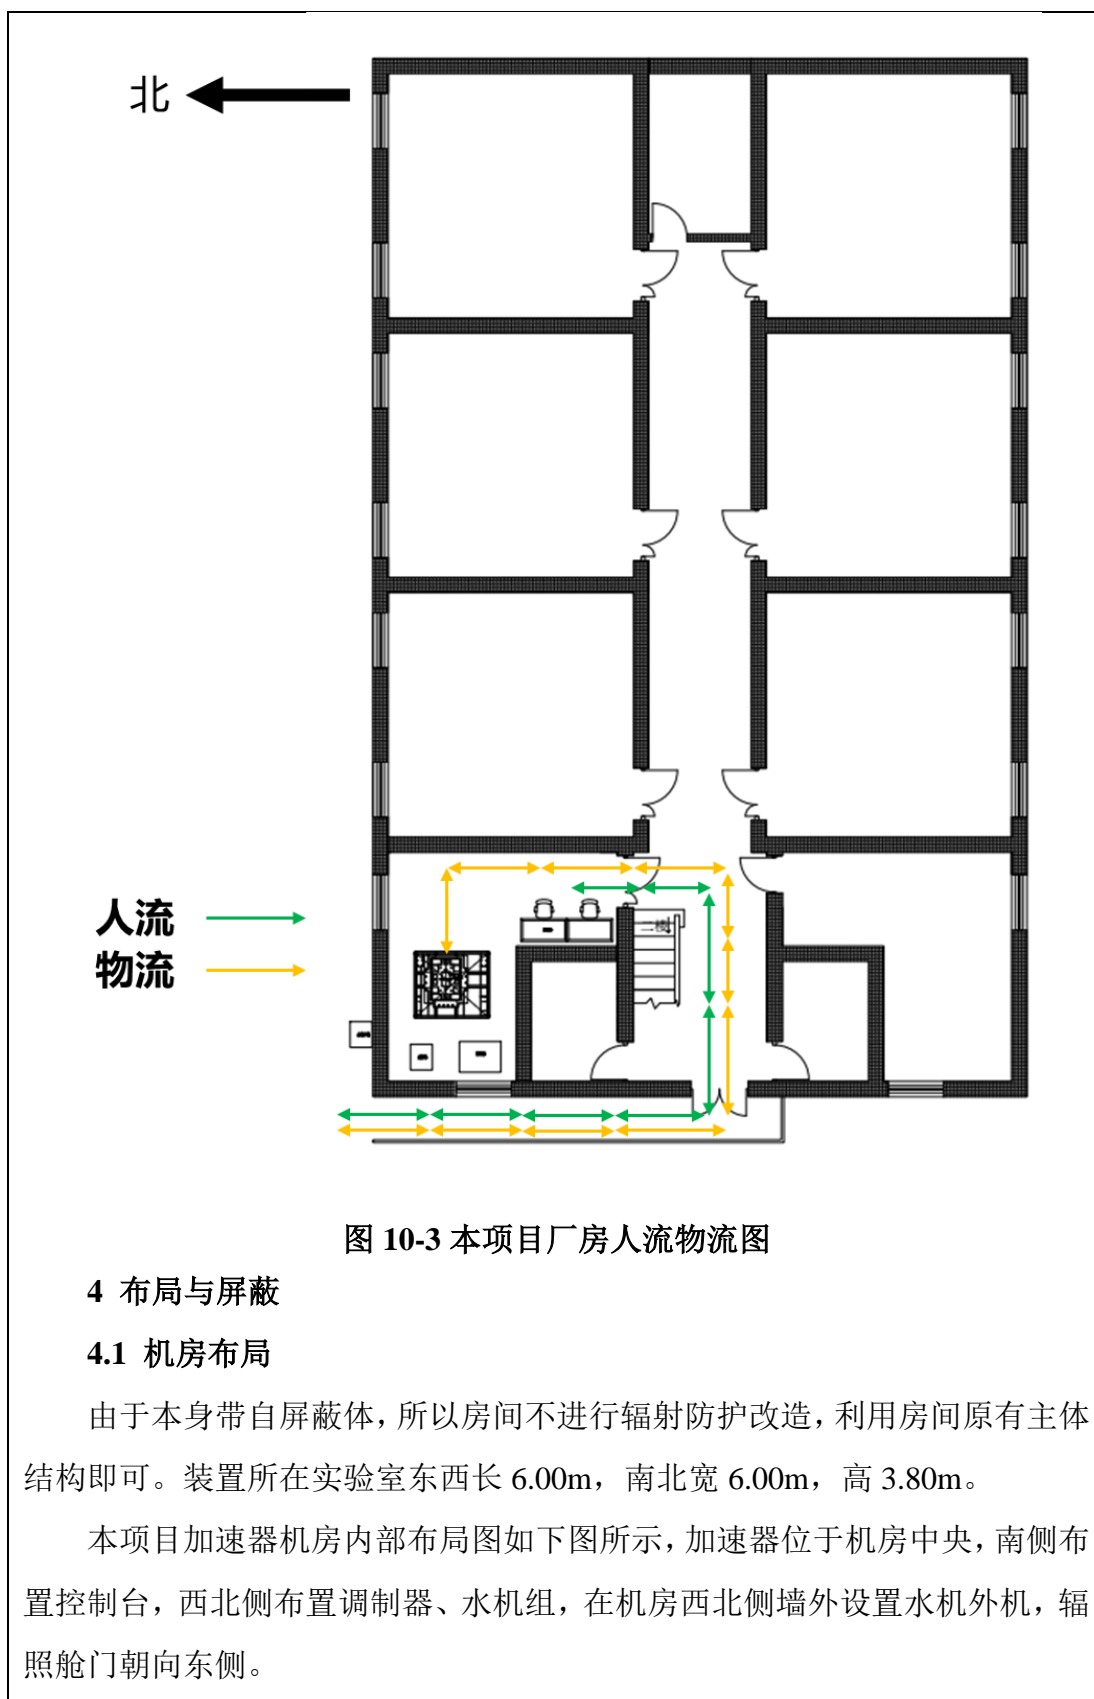 北
人流
物流
二楼
图 10-3 本项目厂房人流物流图
4 布局与屏蔽
4.1 机房布局
由于本身带自屏蔽体，所以房间不进行辐射防护改造，利用房间原有主体
结构即可。装置所在实验室东西长 6.00m，南北宽 6.00m，高 3.80m。
本项目加速器机房内部布局图如下图所示，加速器位于机房中央，南侧布
置控制台，西北侧布置调制器、水机组，在机房西北侧墙外设置水机外机，辐
照舱门朝向东侧。